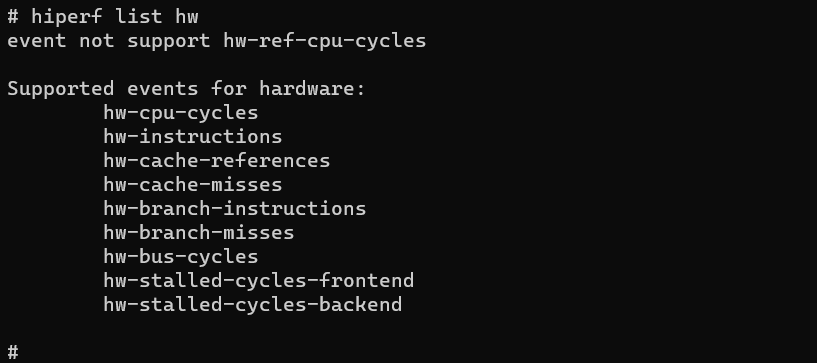 # hiperf list hw
event not support hw-ref-cpu-cycles
Supported events for hardware:
hw-cpu-cycles
hw-instructions
hw-cache-references
hw-cache-misses
hw-branch-instructions
hw-branch-misses
hw-bus-cycles
hw-stalled-cycles-frontend
hw-stalled-cycles-backend
#